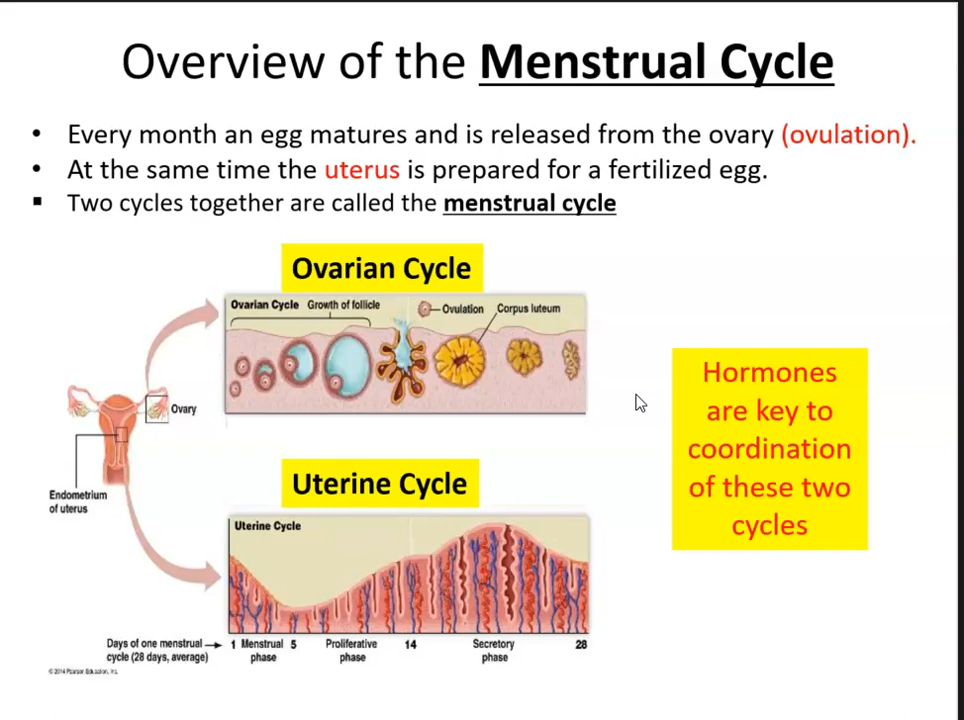 Overview of the Menstrual Cycle
• Every month an egg matures and is released from the ovary (ovulation).
• At the same time the uterus is prepared for a fertilized egg.
▪ Two cycles together are called the menstrual cycle
Ovarian Cycle
Ovarian Cycle Growth of follicle
Ovulation
Corpus luteum
Ovary
Endometrium
of uterus
Hormones
are key to
coordination
of these two
cycles
Uterine Cycle
Uterine Cycle
Days of one menstrual
cycle (28 days, average)
1 Menstrual 5 Proliferative 14 Secretory 28
phase phase phase
© 2014 Pearson Education, Inc.